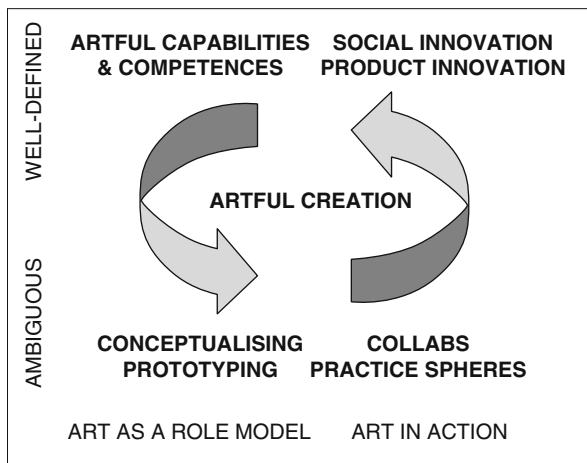 ARTFUL CAPABILITIES
& COMPETENCES
SOCIAL INNOVATION
PRODUCT INNOVATION
WELL-DEFINED
ARTFUL CREATION
AMBIGUOUS
CONCEPTUALISING
PROTOTYPING
COLLABS
PRACTICE SPHERES
ART AS A ROLE MODEL
ART IN ACTION